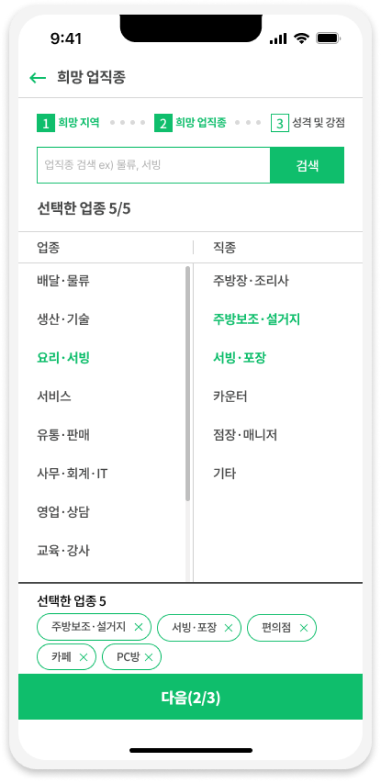 9:41
희망 업직종
1 희망 지역 2 희망 업직종 3 성격 및 강점
업직종 검색 ex) 물류, 서빙 검색
선택한 업종 5/5
업종 직종
배달·물류 주방장·조리사
생산·기술 주방보조·설거지
요리·서빙 서빙·포장
서비스 카운터
유통·판매 점장·매니저
사무·회계·IT 기타
영업·상담
교육·강사
선택한 업종 5
주방보조·설거지 × 서빙·포장 × 편의점 ×
카페 × PC방 ×
다음(2/3)